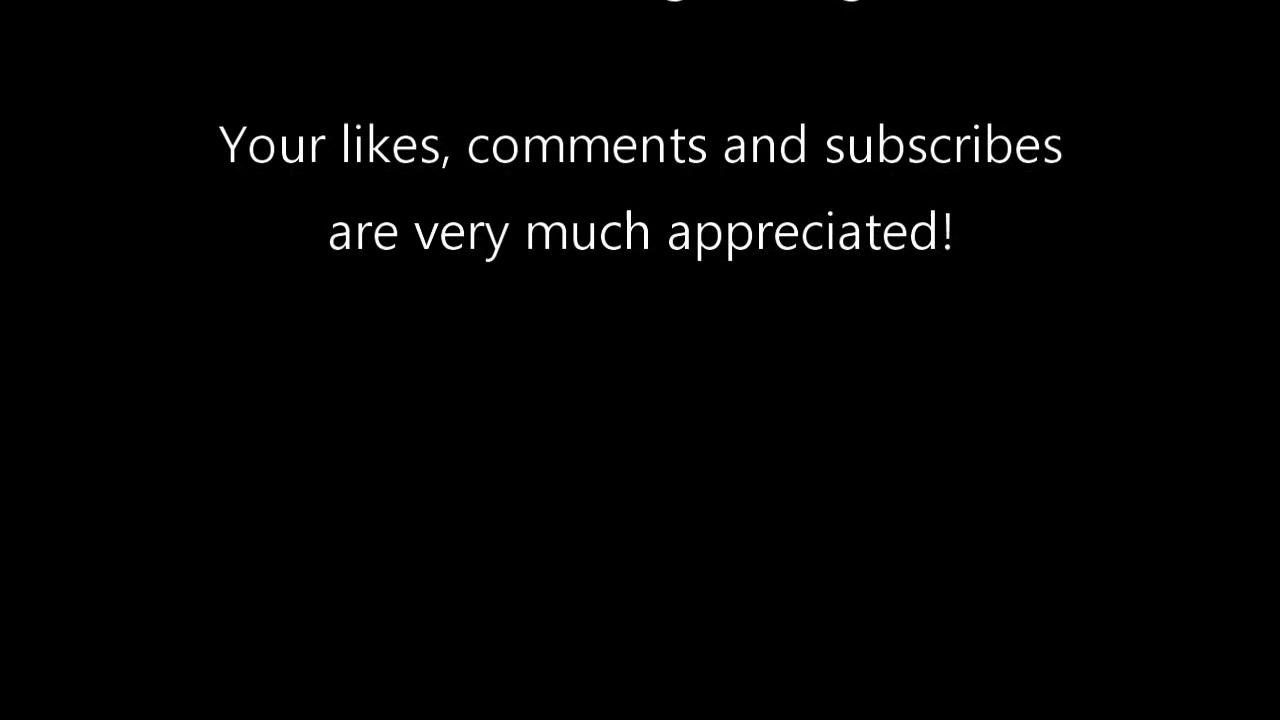 Your likes, comments and subscribes
are very much appreciated!